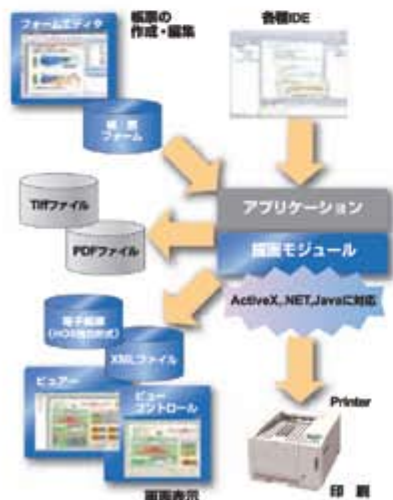 フォームエディタ
帳票の
作成・編集
各種IDE
フォーム
Tiffファイル
PDFファイル
アプリケーション
描画モジュール
ActiveX,.NET,Javaに対応
電子帳票
XMLファイル
ビュアー
ビュー
コントロール
画面表示
Printer
印 刷